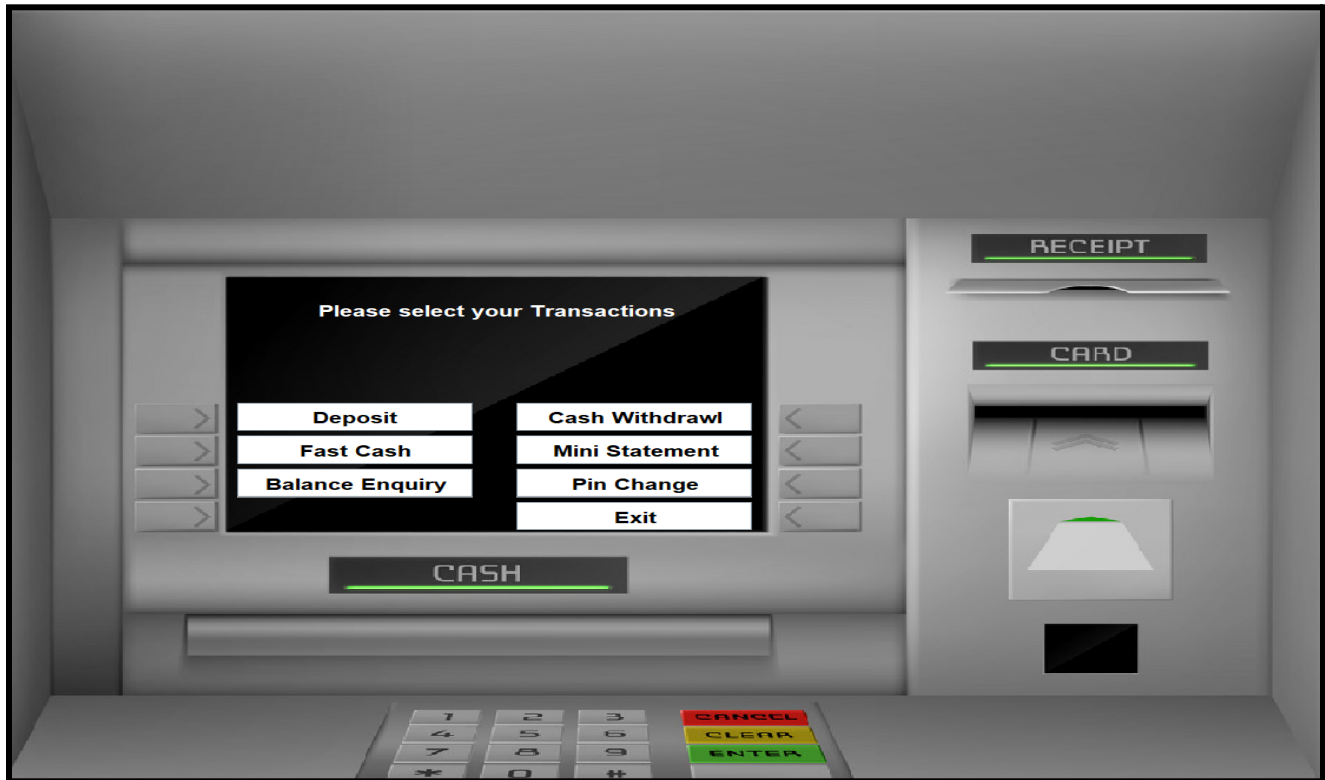 RECEIPT
Please select your Transactions
CARD
Deposit
Cash Withdrawl
Fast Cash
Mini Statement
Balance Enquiry
Pin Change
Exit
CASH
1 2 3 CANCEL
4 5 6 CLEAR
7 8 9 ENTER
* 0 #